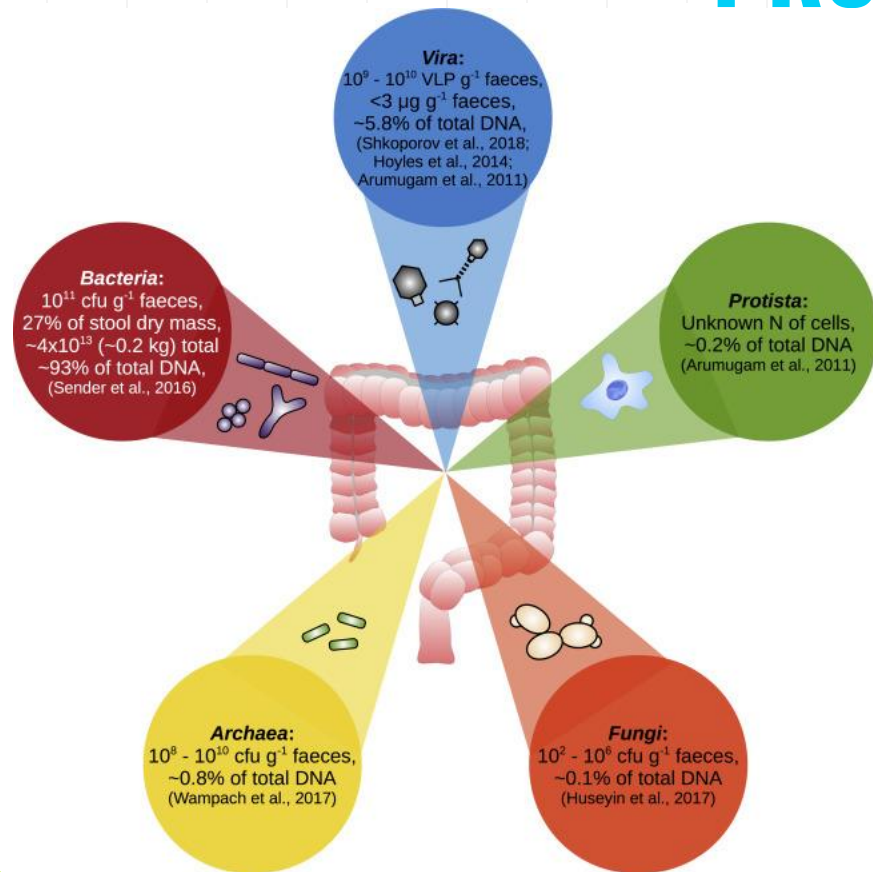 Vira:
10⁹ - 10¹⁰ VLP g⁻¹ faeces,
<3 µg g⁻¹ faeces,
~5.8% of total DNA,
(Shkoporov et al., 2018;
Hoyles et al., 2014;
Arumugam et al., 2011)
Bacteria:
10¹¹ cfu g⁻¹ faeces,
27% of stool dry mass,
~4x10¹³ (~0.2 kg) total
~93% of total DNA,
(Sender et al., 2016)
Protista:
Unknown N of cells,
~0.2% of total DNA
(Arumugam et al., 2011)
Archaea:
10⁸ - 10¹⁰ cfu g⁻¹ faeces,
~0.8% of total DNA
(Wampach et al., 2017)
Fungi:
10² - 10⁶ cfu g⁻¹ faeces,
~0.1% of total DNA
(Huseyin et al., 2017)